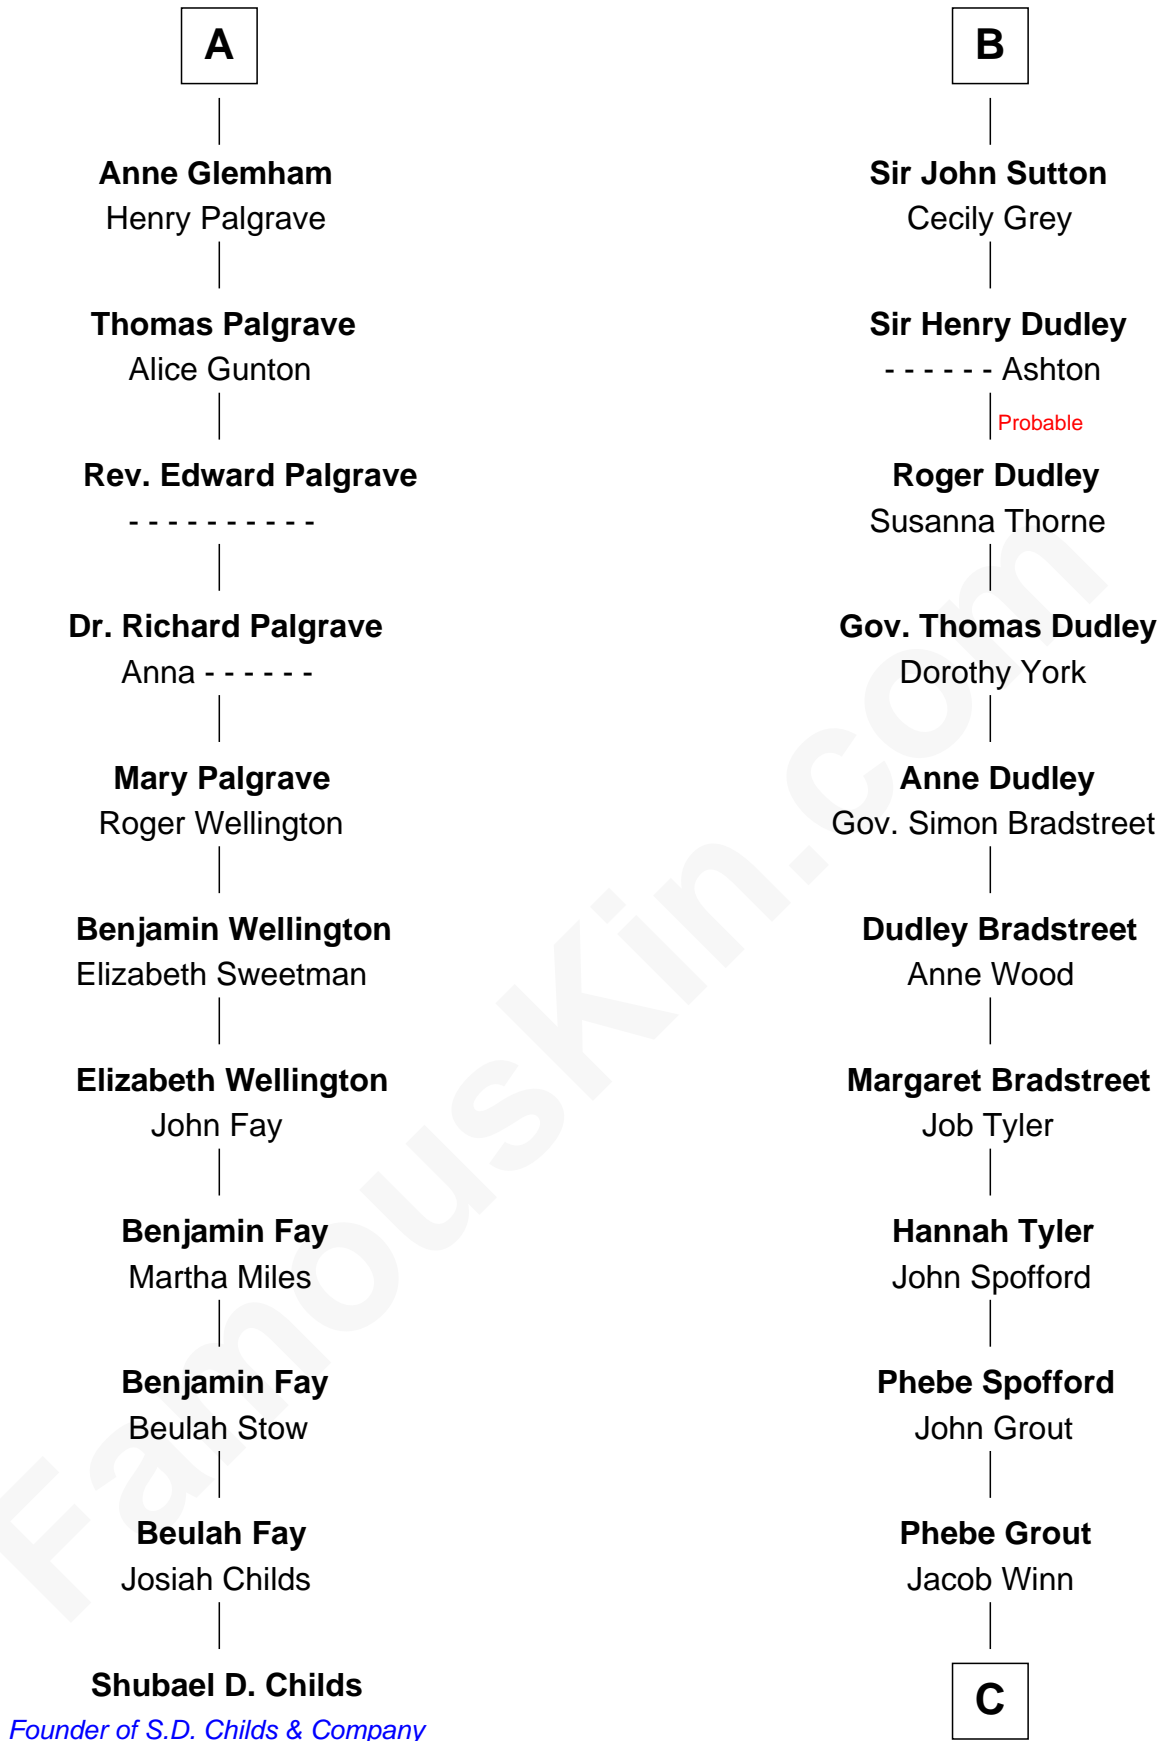 A
Anne Glemham
Henry Palgrave
Thomas Palgrave
Alice Gunton
Rev. Edward Palgrave
- - - - - - - - - -
Dr. Richard Palgrave
Anna - - - - - -
Mary Palgrave
Roger Wellington
Benjamin Wellington
Elizabeth Sweetman
Elizabeth Wellington
John Fay
Benjamin Fay
Martha Miles
Benjamin Fay
Beulah Stow
Beulah Fay
Josiah Childs
Shubael D. Childs
Founder of S.D. Childs & Company
B
Sir John Sutton
Cecily Grey
Sir Henry Dudley
- - - - - - Ashton
Probable
Roger Dudley
Susanna Thorne
Gov. Thomas Dudley
Dorothy York
Anne Dudley
Gov. Simon Bradstreet
Dudley Bradstreet
Anne Wood
Margaret Bradstreet
Job Tyler
Hannah Tyler
John Spofford
Phebe Spofford
John Grout
Phebe Grout
Jacob Winn
C
FamousKin.com